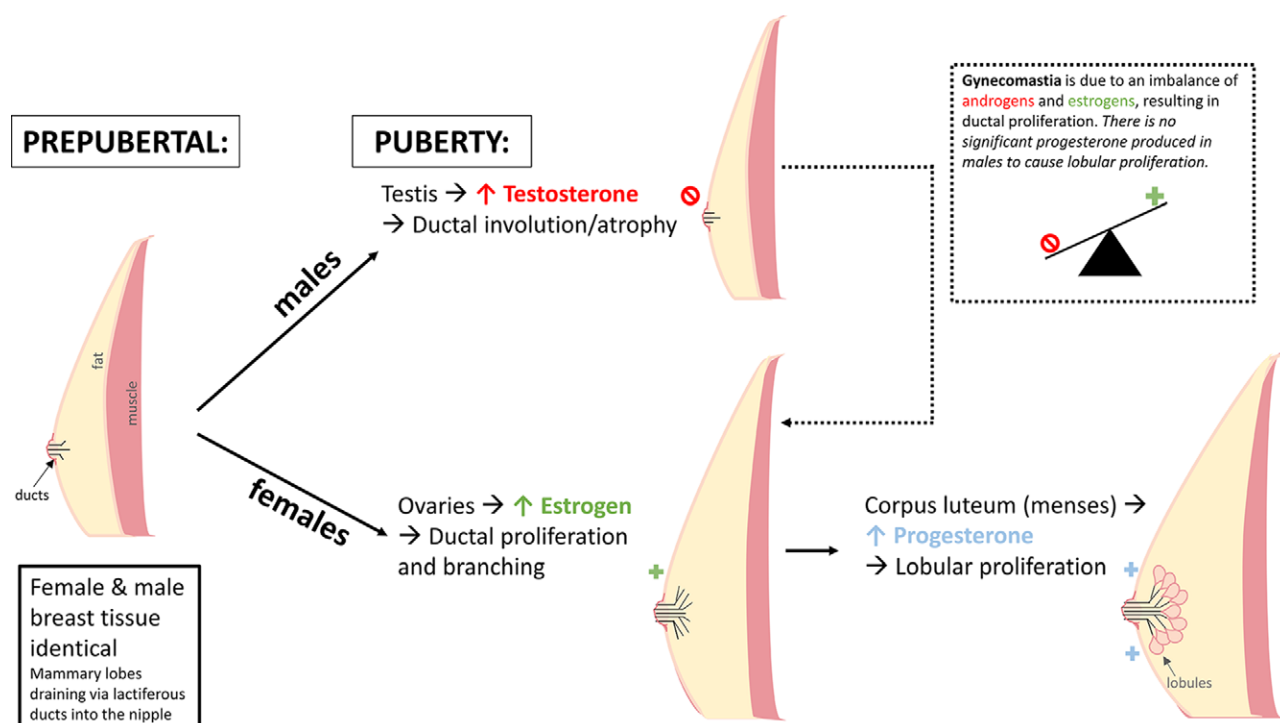 PREPUBERTAL:
fat
muscle
ducts
Female & male
breast tissue
identical
Mammary lobes
draining via lactiferous
ducts into the nipple
males
females
PUBERTY:
Testis → ↑ Testosterone
→ Ductal involution/atrophy
Ovaries → ↑ Estrogen
→ Ductal proliferation
and branching
Corpus luteum (menses) →
↑ Progesterone
→ Lobular proliferation
lobules
Gynecomastia is due to an imbalance of
androgens and estrogens, resulting in
ductal proliferation. There is no
significant progesterone produced in
males to cause lobular proliferation.